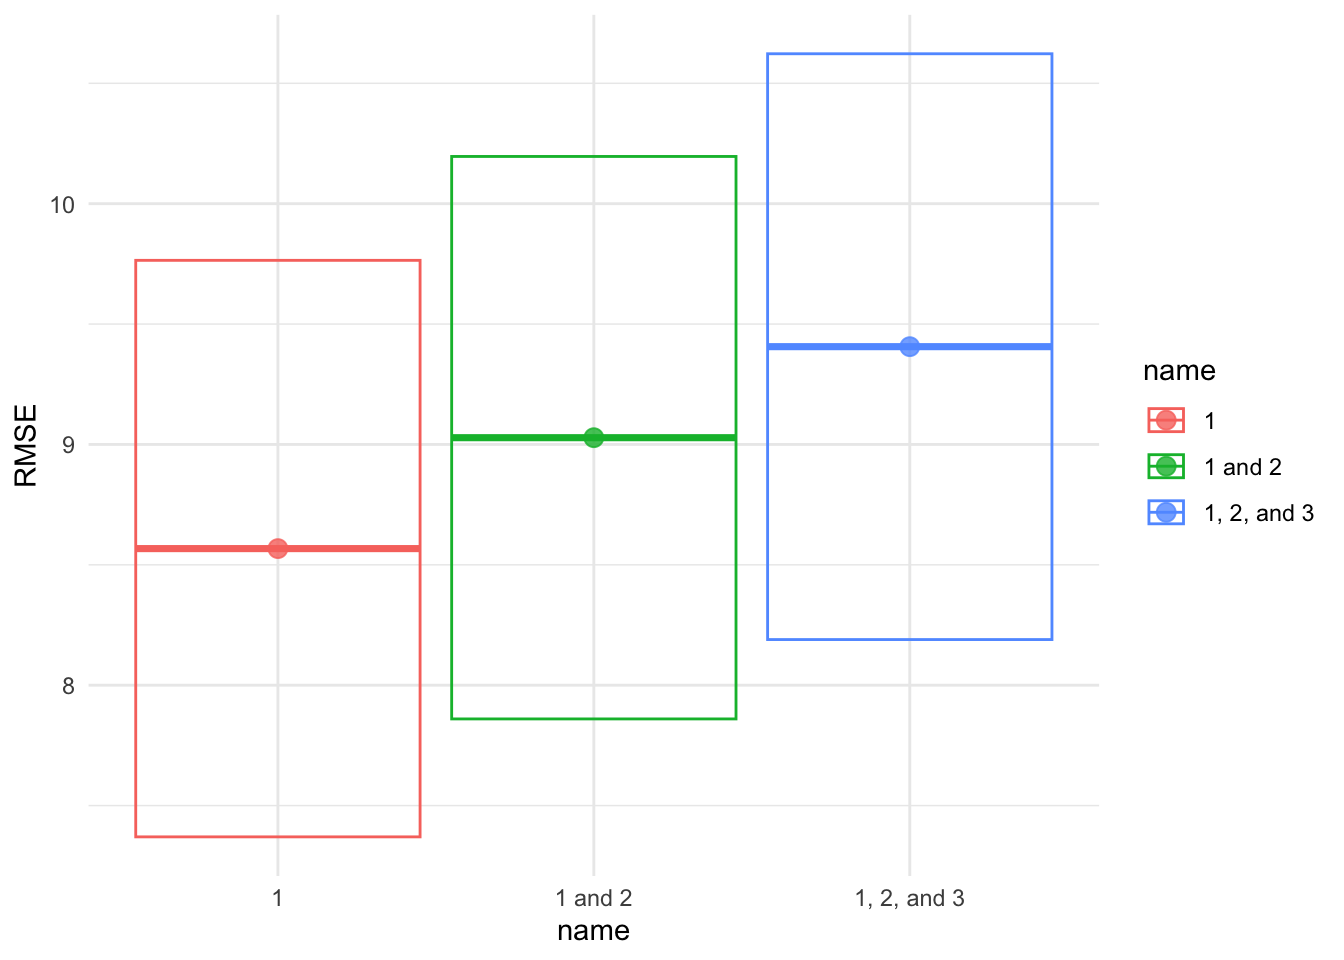 RMSE
10
9
8
1
1 and 2
1, 2, and 3
name
name
1
1 and 2
1, 2, and 3